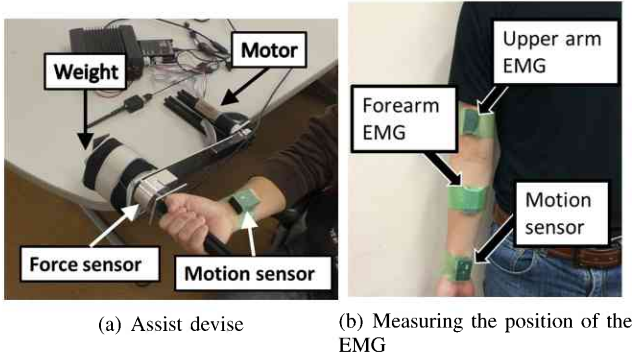 Weight
Motor
Force sensor
Motion sensor
Upper arm
EMG
Forearm
EMG
Motion
sensor
(a) Assist devise
(b) Measuring the position of the
EMG